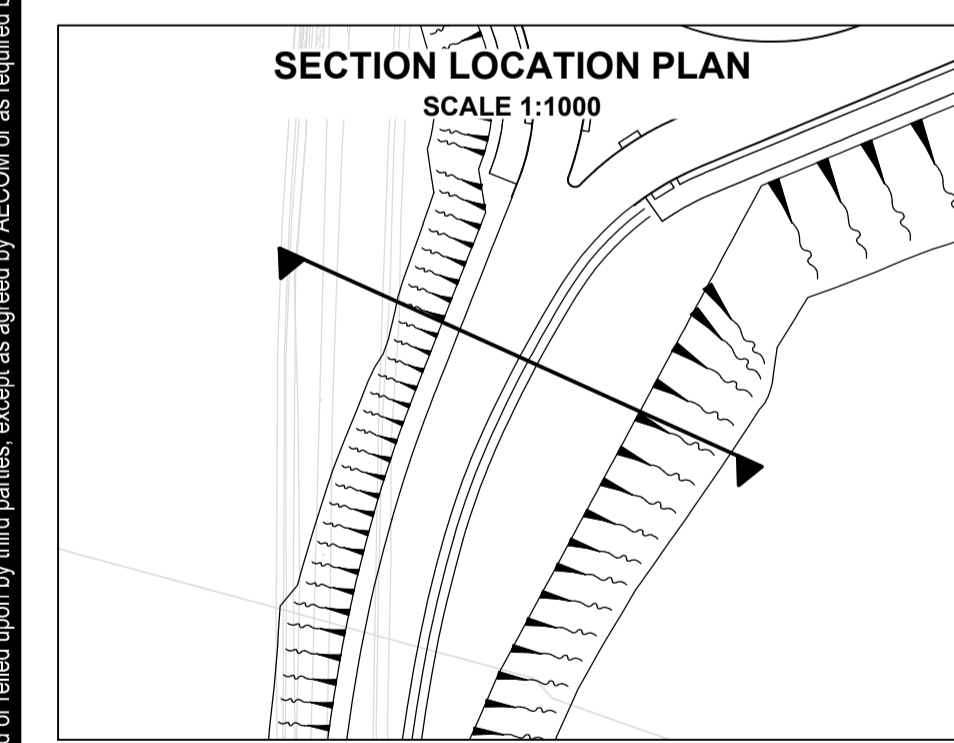 SECTION LOCATION PLAN
SCALE 1:1000
or relied upon by third parties, except as agreed by AECOM or as required